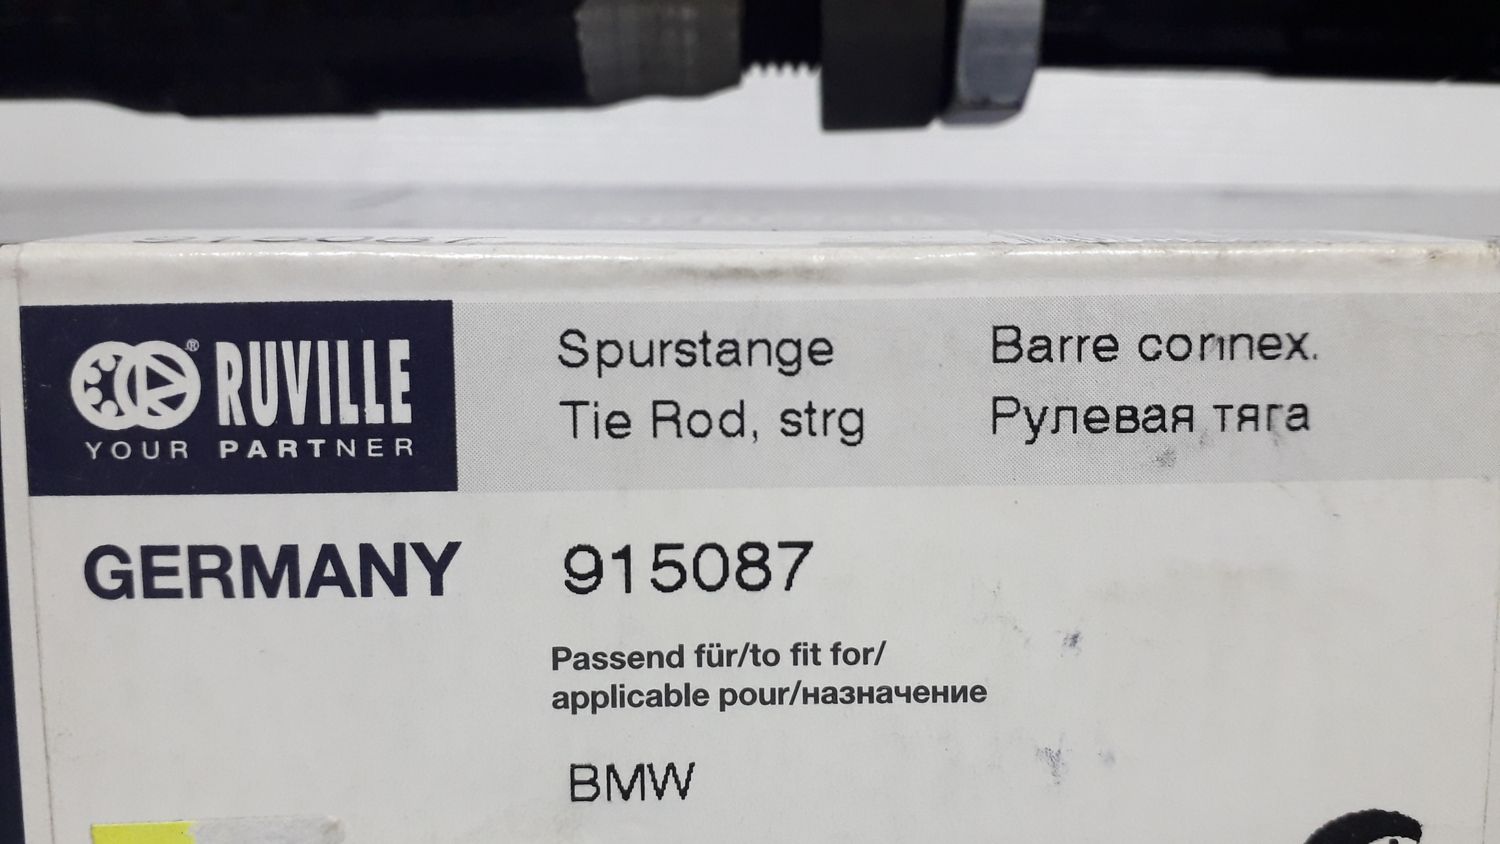 915087
RUVILLE®
YOUR PARTNER
Spurstange
Tie Rod, strg
Barre connex.
Рулевая тяга
GERMANY
915087
Passend für/to fit for/
applicable pour/назначение
BMW